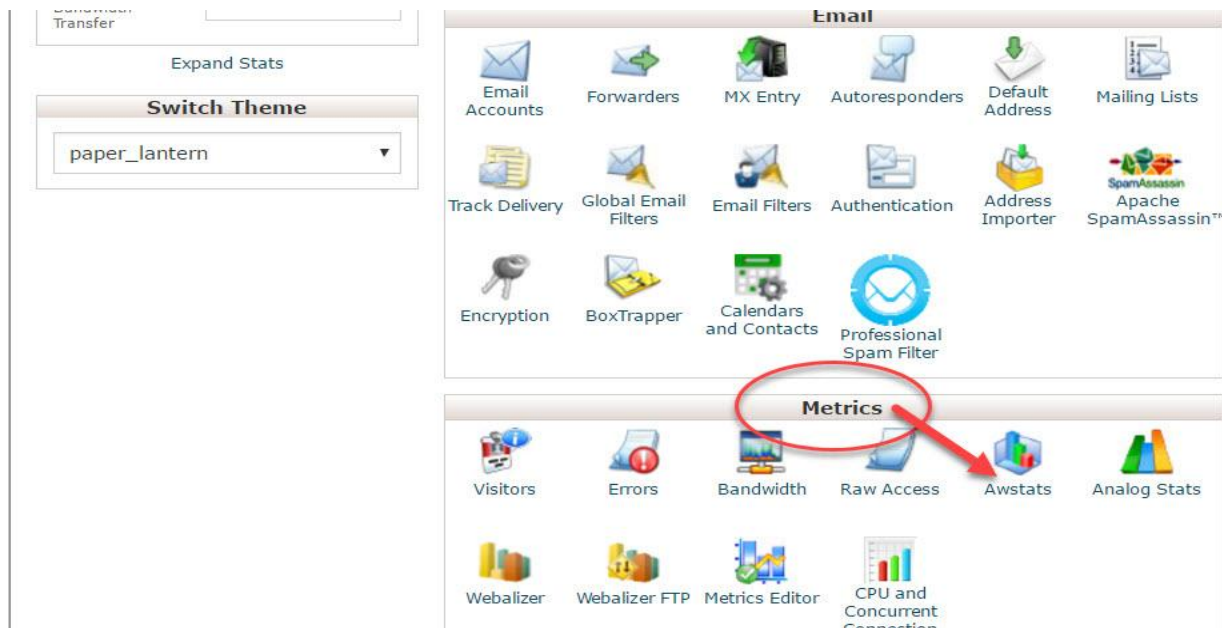 Bandwidth
Transfer
Expand Stats
Switch Theme
paper_lantern
Email
Email
Accounts
Forwarders
MX Entry
Autoresponders
Default
Address
Mailing Lists
Track Delivery
Global Email
Filters
Email Filters
Authentication
Address
Importer
SpamAssassin
Apache
SpamAssassin™
Encryption
BoxTrapper
Calendars
and Contacts
Professional
Spam Filter
Metrics
Visitors
Errors
Bandwidth
Raw Access
Awstats
Analog Stats
Webalizer
Webalizer FTP
Metrics Editor
CPU and
Concurrent
Connection